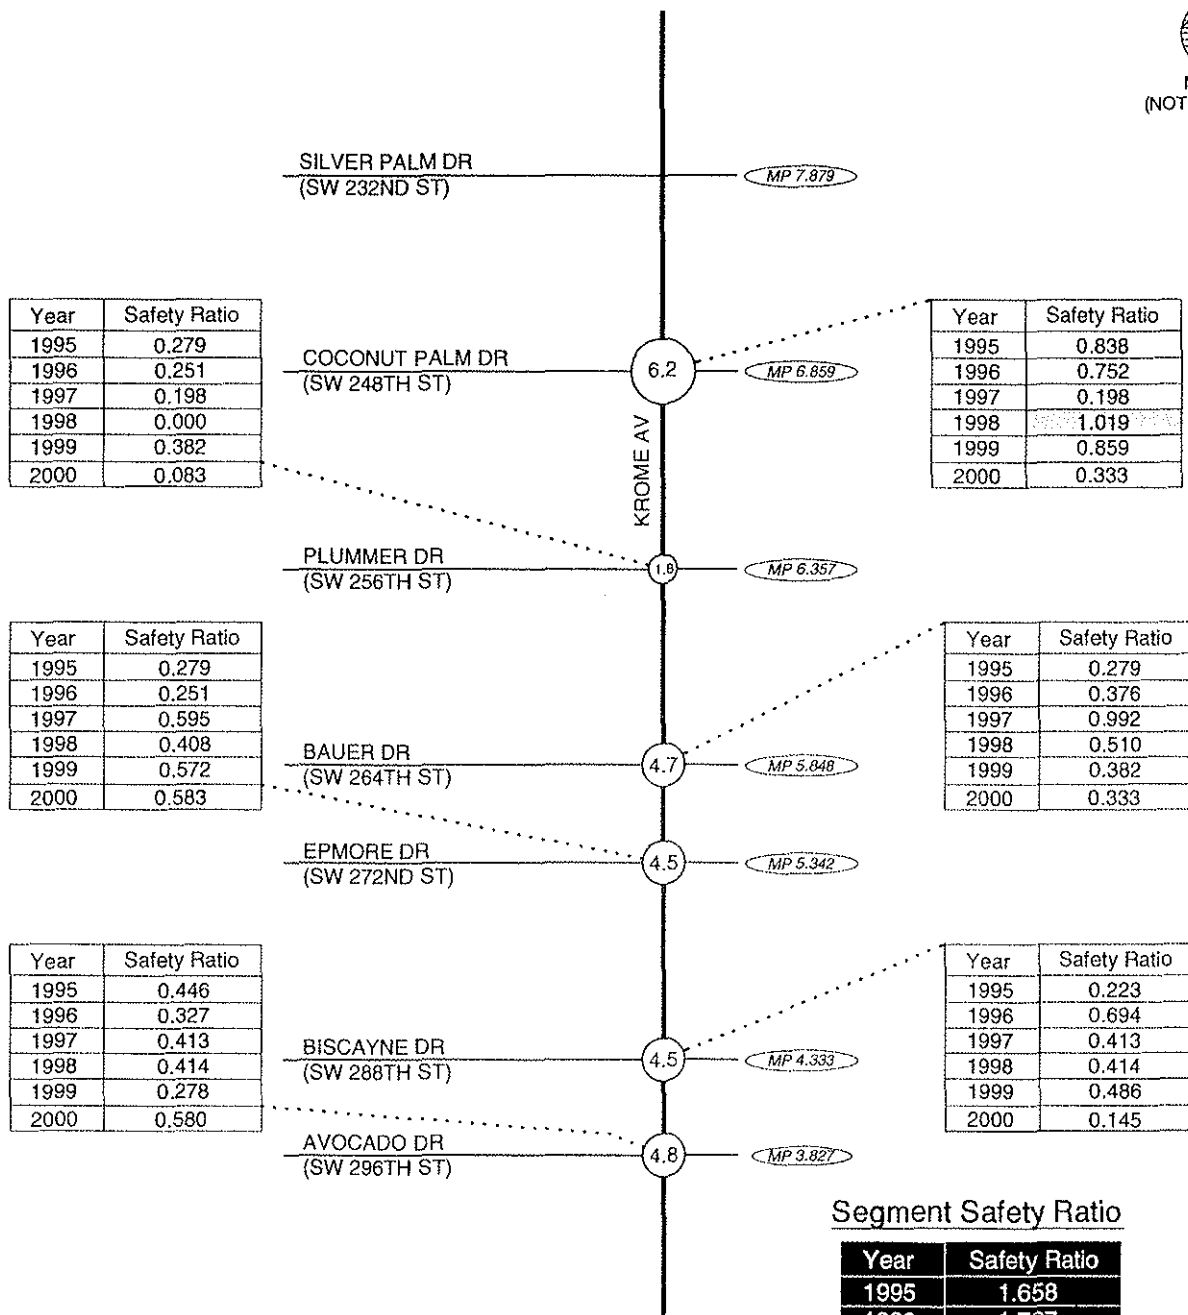 (NOT
SILVER PALM DR
(SW 232ND ST)
MP 7.879
Year Safety Ratio
1995 0.279
1996 0.251
1997 0.198
1998 0.000
1999 0.382
2000 0.083
COCONUT PALM DR
(SW 248TH ST)
6.2
MP 6.859
Year Safety Ratio
1995 0.838
1996 0.752
1997 0.198
1998 1.019
1999 0.859
2000 0.333
KROME AV
PLUMMER DR
(SW 256TH ST)
1.8
MP 6.357
Year Safety Ratio
1995 0.279
1996 0.251
1997 0.595
1998 0.408
1999 0.572
2000 0.583
BAUER DR
(SW 264TH ST)
4.7
MP 5.848
Year Safety Ratio
1995 0.279
1996 0.376
1997 0.992
1998 0.510
1999 0.382
2000 0.333
EPMORE DR
(SW 272ND ST)
4.5
MP 5.342
Year Safety Ratio
1995 0.446
1996 0.327
1997 0.413
1998 0.414
1999 0.278
2000 0.580
BISCAYNE DR
(SW 288TH ST)
4.5
MP 4.333
Year Safety Ratio
1995 0.223
1996 0.694
1997 0.413
1998 0.414
1999 0.486
2000 0.145
AVOCADO DR
(SW 296TH ST)
4.8
MP 3.827
Segment Safety Ratio
Year Safety Ratio
1995 1.658